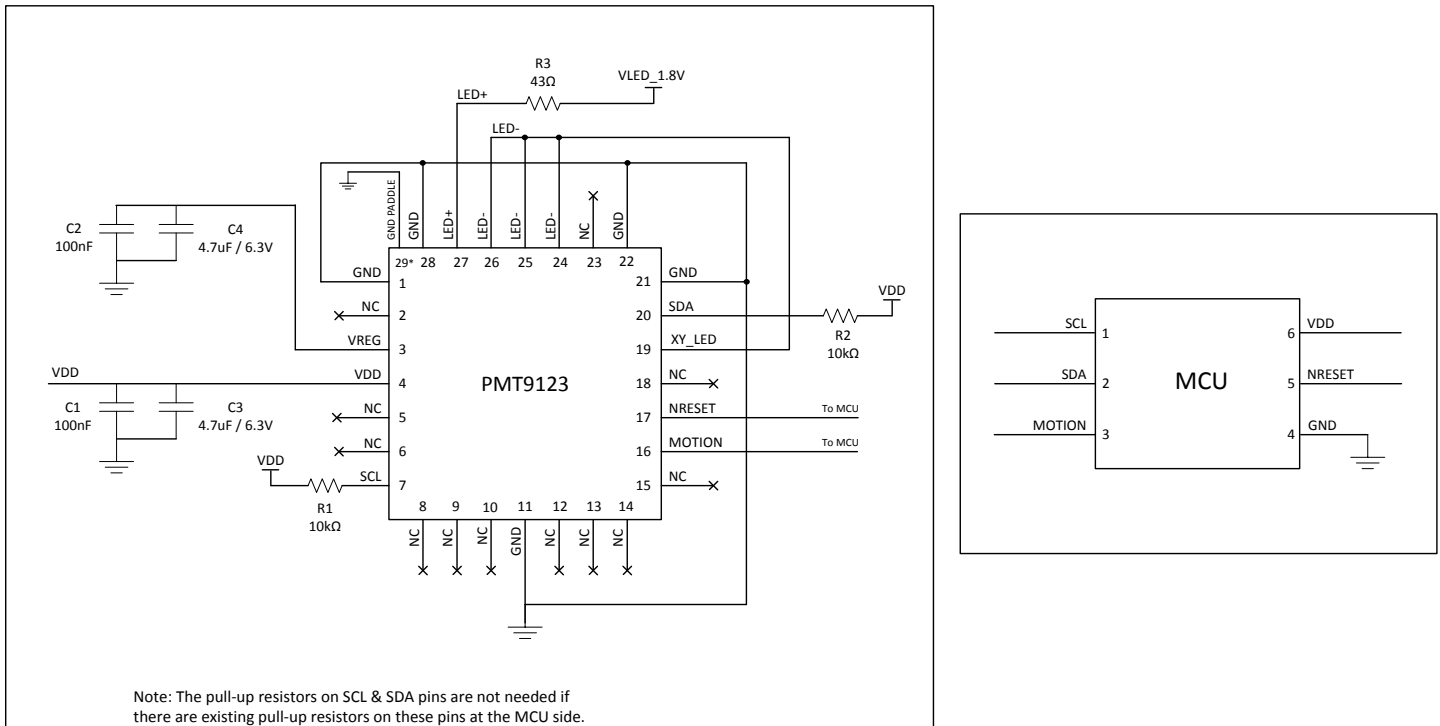 R3
43Ω
VLED_1.8V
LED+
LED-
GND PADDLE
GND
LED+
LED-
LED-
LED-
NC
GND
C2
100nF
C4
4.7uF / 6.3V
29*
28
27
26
25
24
23
22
GND
1
21
GND
NC
2
20
SDA
VDD
R2
10kΩ
VREG
3
19
XY_LED
VDD
VDD
4
PMT9123
18
NC
C1
100nF
C3
4.7uF / 6.3V
NC
5
17
NRESET
To MCU
NC
6
16
MOTION
To MCU
VDD
SCL
7
15
NC
R1
10kΩ
8
9
10
11
12
13
14
NC
NC
NC
GND
NC
NC
NC
Note: The pull-up resistors on SCL & SDA pins are not needed if
there are existing pull-up resistors on these pins at the MCU side.
SCL
1
6
VDD
SDA
2
MCU
5
NRESET
MOTION
3
4
GND